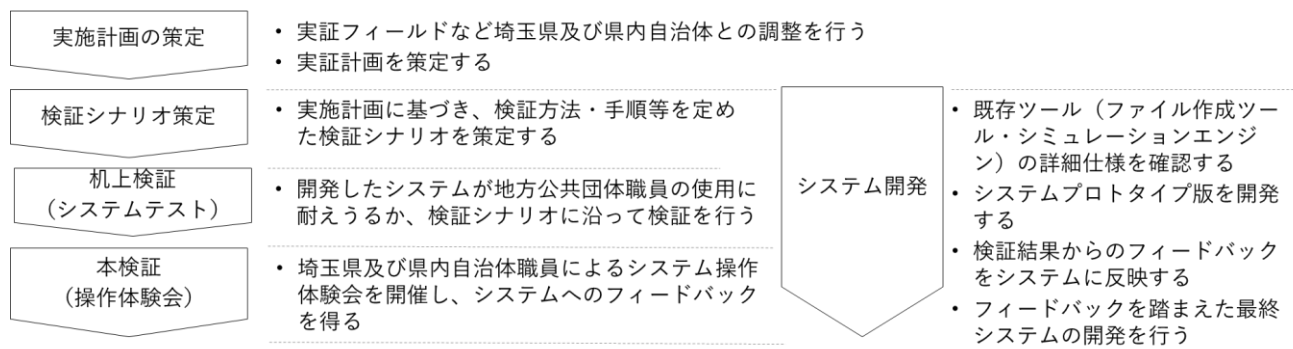 実施計画の策定
• 実証フィールドなど埼玉県及び県内自治体との調整を行う
• 実証計画を策定する
検証シナリオ策定
• 実施計画に基づき、検証方法・手順等を定め
た検証シナリオを策定する
机上検証
（システムテスト）
• 開発したシステムが地方公共団体職員の使用に
耐えうるか、検証シナリオに沿って検証を行う
本検証
（操作体験会）
• 埼玉県及び県内自治体職員によるシステム操作
体験会を開催し、システムへのフィードバック
を得る
システム開発
• 既存ツール（ファイル作成ツー
ル・シミュレーションエンジ
ン）の詳細仕様を確認する
• システムプロトタイプ版を開発
する
• 検証結果からのフィードバック
をシステムに反映する
• フィードバックを踏まえた最終
システムの開発を行う